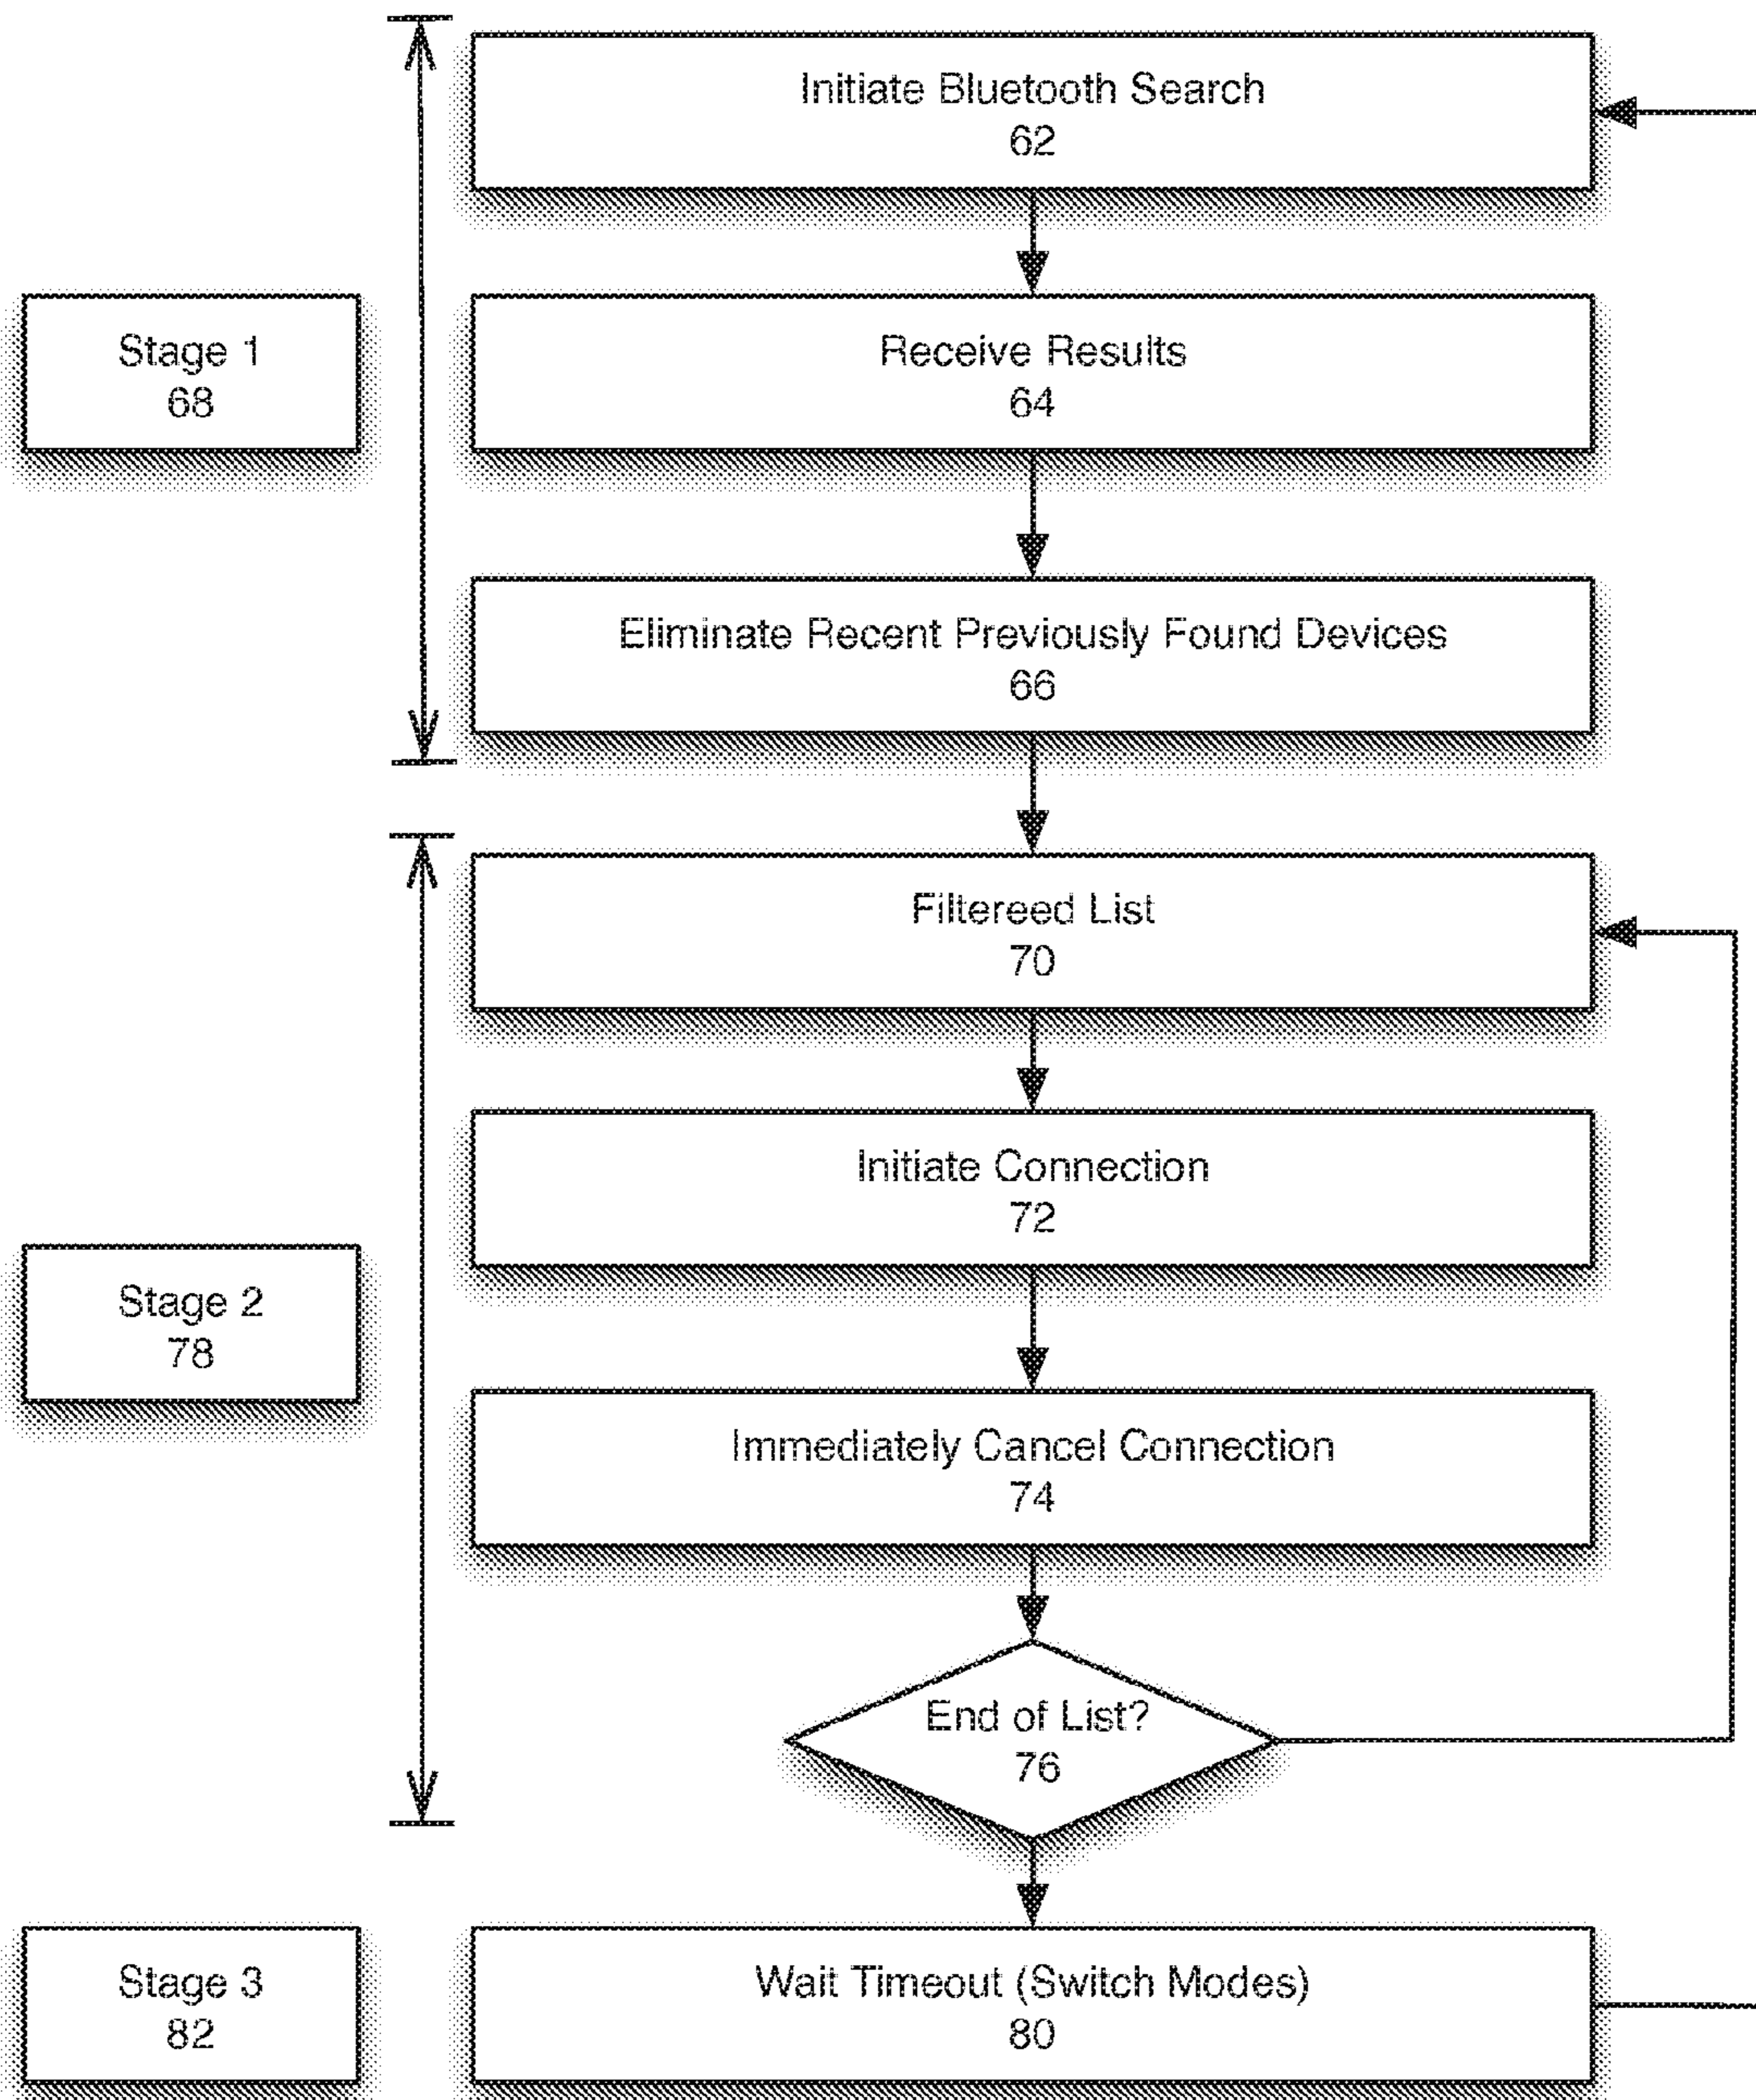 Initiate Bluetooth Search
62
Stage 1
68
Receive Results
64
Eliminate Recent Previously Found Devices
66
Filtereed List
70
Initiate Connection
72
Stage 2
78
Immediately Cancel Connection
74
End of List?
76
Stage 3
82
Wait Timeout (Switch Modes)
80